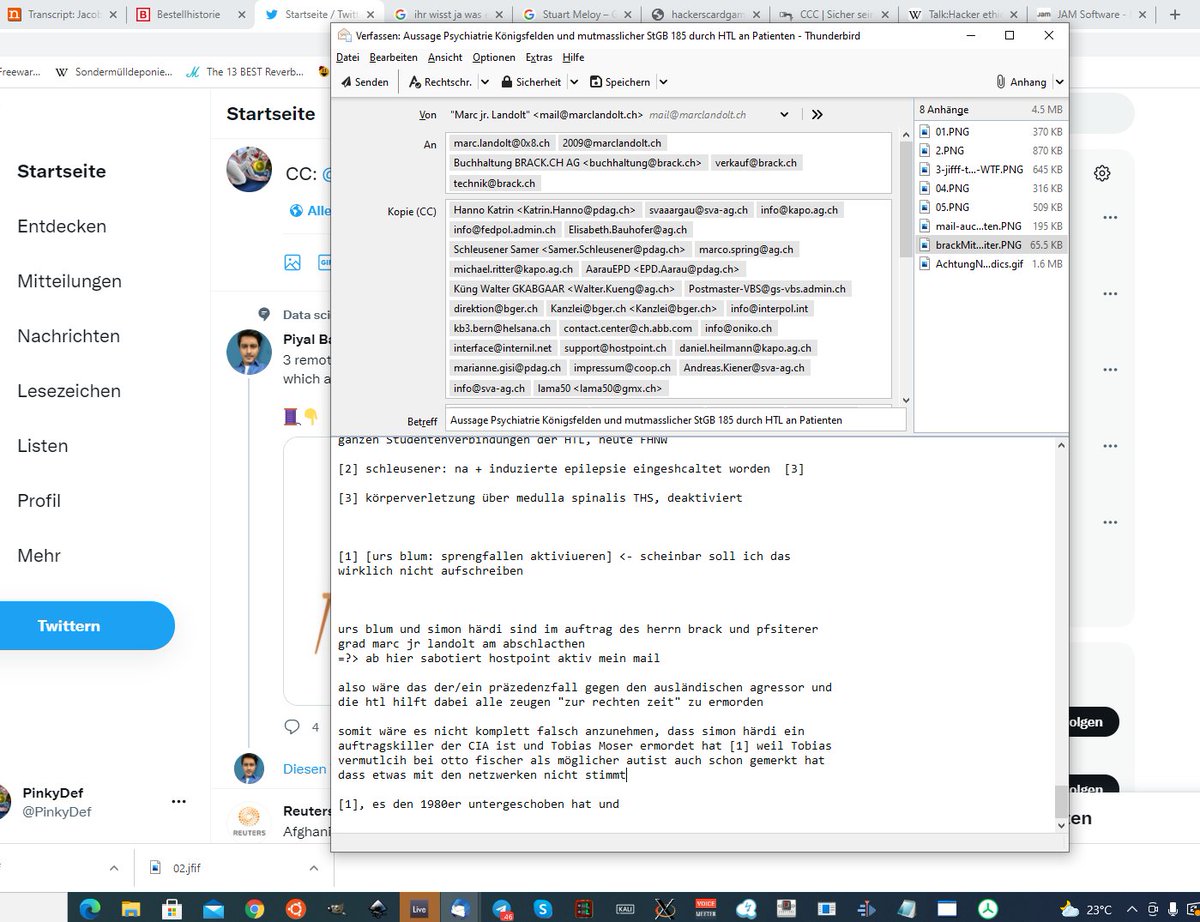 Transcript: Jacob
Bestellhistorie
Startseite / Twitt
ihr wisst ja was
Stuart Meloy –
hackerscardgam
CCC | Sicher sein
Talk:Hacker ethi
JAM Software -
Verfassen: Aussage Psychiatrie Königsfelden und mutmasslicher StGB 185 durch HTL an Patienten - Thunderbird
Datei Bearbeiten Ansicht Optionen Extras Hilfe
Senden Rechtschr. Sicherheit Speichern Anhang
Freewar...
Sondermülldeponie...
The 13 BEST Reverb...
Von "Marc jr. Landolt" <mail@marclandolt.ch> mail@marclandolt.ch
An marc.landolt@0x8.ch 2009@marclandolt.ch
Buchhaltung BRACK.CH AG <buchhaltung@brack.ch> verkauf@brack.ch
technik@brack.ch
Kopie (CC) Hanno Katrin <Katrin.Hanno@pdag.ch> svaaargau@sva-ag.ch info@kapo.ag.ch
info@fedpol.admin.ch Elisabeth.Bauhofer@ag.ch
Schleusener Samer <Samer.Schleusener@pdag.ch> marco.spring@ag.ch
michael.ritter@kapo.ag.ch AarauEPD <EPD.Aarau@pdag.ch>
Küng Walter GKABGAAR <Walter.Kueng@ag.ch> Postmaster-VBS@gs-vbs.admin.ch
direktion@bger.ch Kanzlei@bger.ch <Kanzlei@bger.ch> info@interpol.int
kb3.bern@helsana.ch contact.center@ch.abb.com info@oniko.ch
interface@internil.net support@hostpoint.ch daniel.heilmann@kapo.ag.ch
marianne.gisi@pdag.ch impressum@coop.ch Andreas.Kiener@sva-ag.ch
info@sva-ag.ch lama50 <lama50@gmx.ch>
Betreff Aussage Psychiatrie Königsfelden und mutmasslicher StGB 185 durch HTL an Patienten
8 Anhänge 4.5 MB
01.PNG 370 KB
2.PNG 870 KB
3-jifff-t...-WTF.PNG 645 KB
04.PNG 316 KB
05.PNG 509 KB
mail-auc...ten.PNG 195 KB
brackMit...iter.PNG 65.5 KB
AchtungN...dics.gif 1.6 MB
ganzen Studentenverbindungen der HTL, heute FHNW
[2] schleusener: na + induzierte epilepsie eingeshcaltet worden [3]
[3] körperverletzung über medulla spinalis THS, deaktiviert
[1] [urs blum: sprengfallen aktiviueren] <- scheinbar soll ich das
wirklich nicht aufschreiben
urs blum und simon härdi sind im auftrag des herrn brack und pfsiterer
grad marc jr landolt am abschlacthen
=?> ab hier sabotiert hostpoint aktiv mein mail
also wäre das der/ein präzedenzfall gegen den ausländischen agressor und
die htl hilft dabei alle zeugen "zur rechten zeit" zu ermorden
somit wäre es nicht komplett falsch anzunehmen, dass simon härdi ein
auftragskiller der CIA ist und Tobias Moser ermordet hat [1] weil Tobias
vermutlcih bei otto fischer als möglicher autist auch schon gemerkt hat
dass etwas mit den netzwerken nicht stimmt
[1], es den 1980er untergeschoben hat und
Startseite
Entdecken
Mitteilungen
Nachrichten
Lesezeichen
Listen
Profil
Mehr
Twittern
PinkyDef
@PinkyDef
Startseite
CC: @
Alle
GIF
Data sci
Piyal Ba
3 remot
which a
4
Diesen
REUTERS
Reuters
Afghani
olgen
olgen
en
02.jfif
Live
46
KALI
VOICE
MEETER
23°C